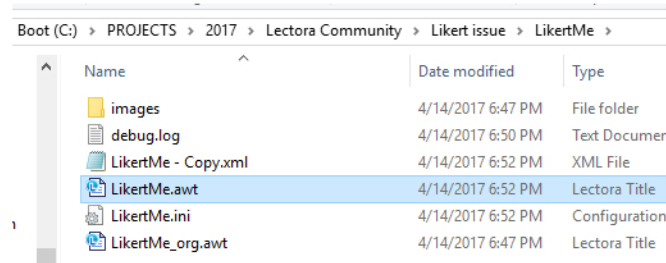 Boot (C:) > PROJECTS > 2017 > Lectora Community > Likert issue > LikertMe >
Name Date modified Type
images 4/14/2017 6:47 PM File folder
debug.log 4/14/2017 6:50 PM Text Documen
LikertMe - Copy.xml 4/14/2017 6:52 PM XML File
LikertMe.awt 4/14/2017 6:52 PM Lectora Title
LikertMe.ini 4/14/2017 6:52 PM Configuration
LikertMe_org.awt 4/14/2017 6:47 PM Lectora Title